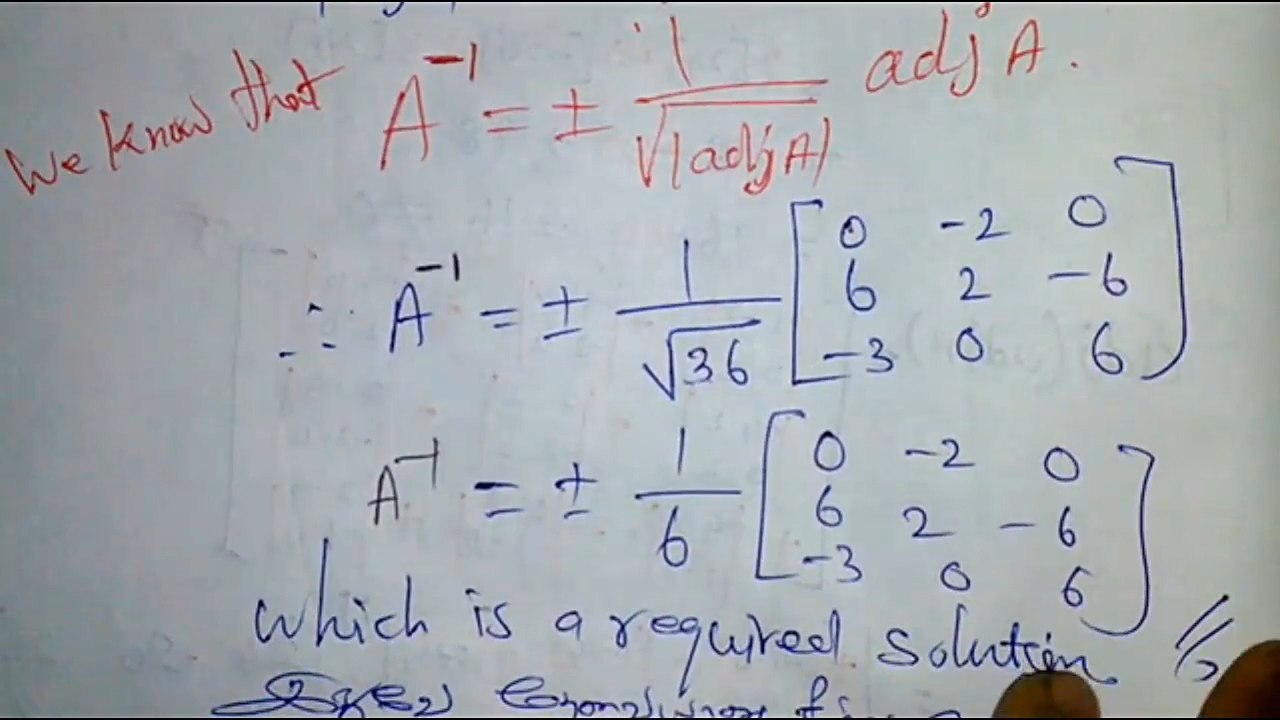 We know that A⁻¹ = ± 1/√|adj A| adj A.
∴ A⁻¹ = ± 1/√36 [0 -2 0
6 2 -6
-3 0 6]
A⁻¹ = ± 1/6 [0 -2 0
6 2 -6
-3 0 6]
which is a required solution //